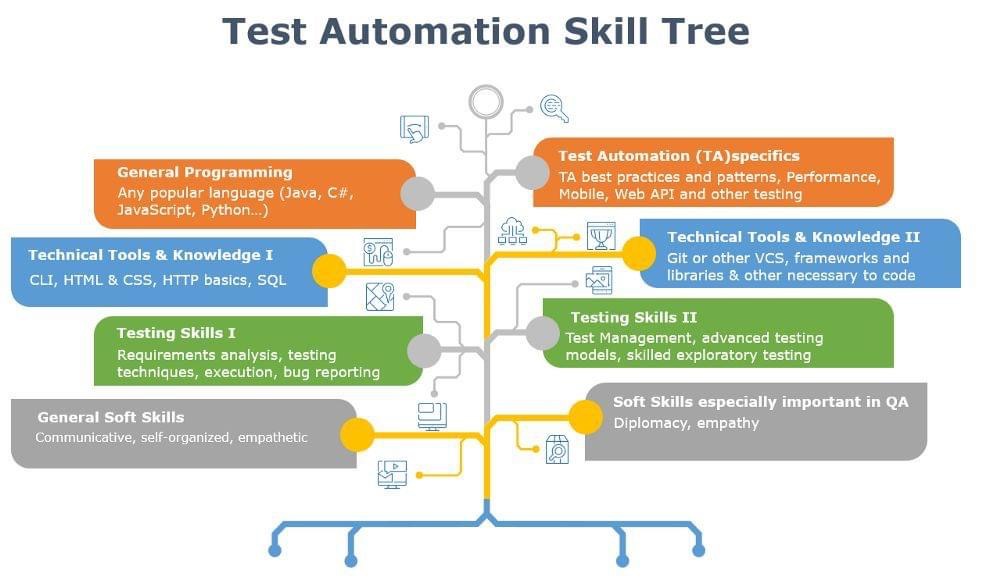 Test Automation Skill Tree
General Programming
Any popular language (Java, C#,
JavaScript, Python...)
Test Automation (TA)specifics
TA best practices and patterns, Performance,
Mobile, Web API and other testing
Technical Tools & Knowledge I
CLI, HTML & CSS, HTTP basics, SQL
Technical Tools & Knowledge II
Git or other VCS, frameworks and
libraries & other necessary to code
Testing Skills I
Requirements analysis, testing
techniques, execution, bug reporting
Testing Skills II
Test Management, advanced testing
models, skilled exploratory testing
General Soft Skills
Communicative, self-organized, empathetic
Soft Skills especially important in QA
Diplomacy, empathy